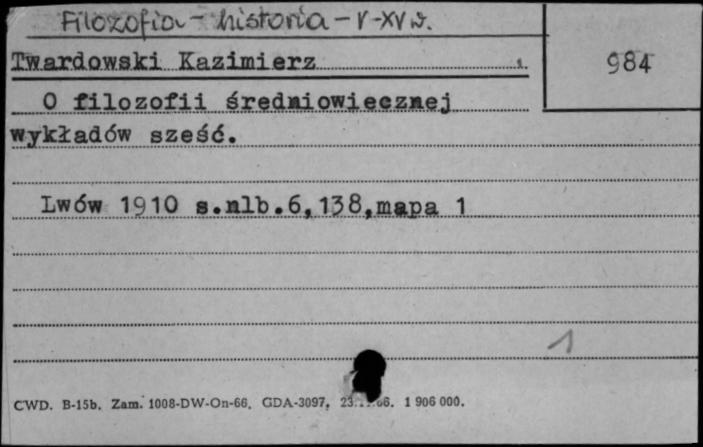 Filozofia - historia - V-XV w.
Twardowski Kazimierz
984
O filozofii średniowiecznej
wykładów sześć.
Lwów 1910 s.nlb.6,138,mapa 1
1
CWD. B-15b. Zam. 1008-DW-On-66. GDA-3097. 1 906 000.